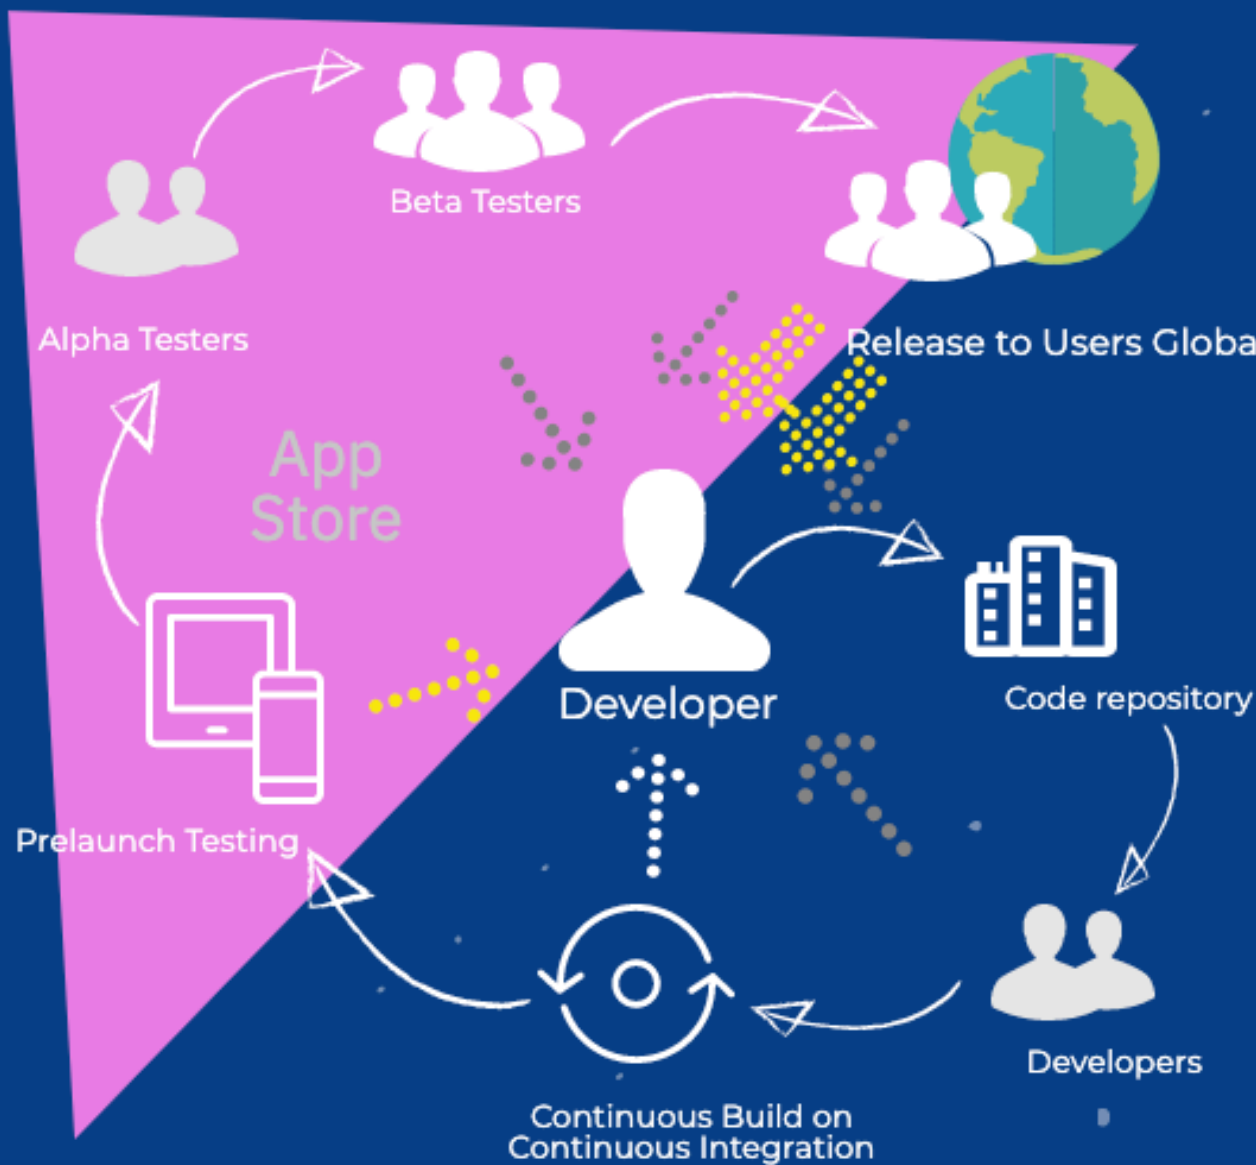 Beta Testers
Alpha Testers
Release to Users Globa
App
Store
Developer
Code repository
Prelaunch Testing
Developers
Continuous Build on
Continuous Integration